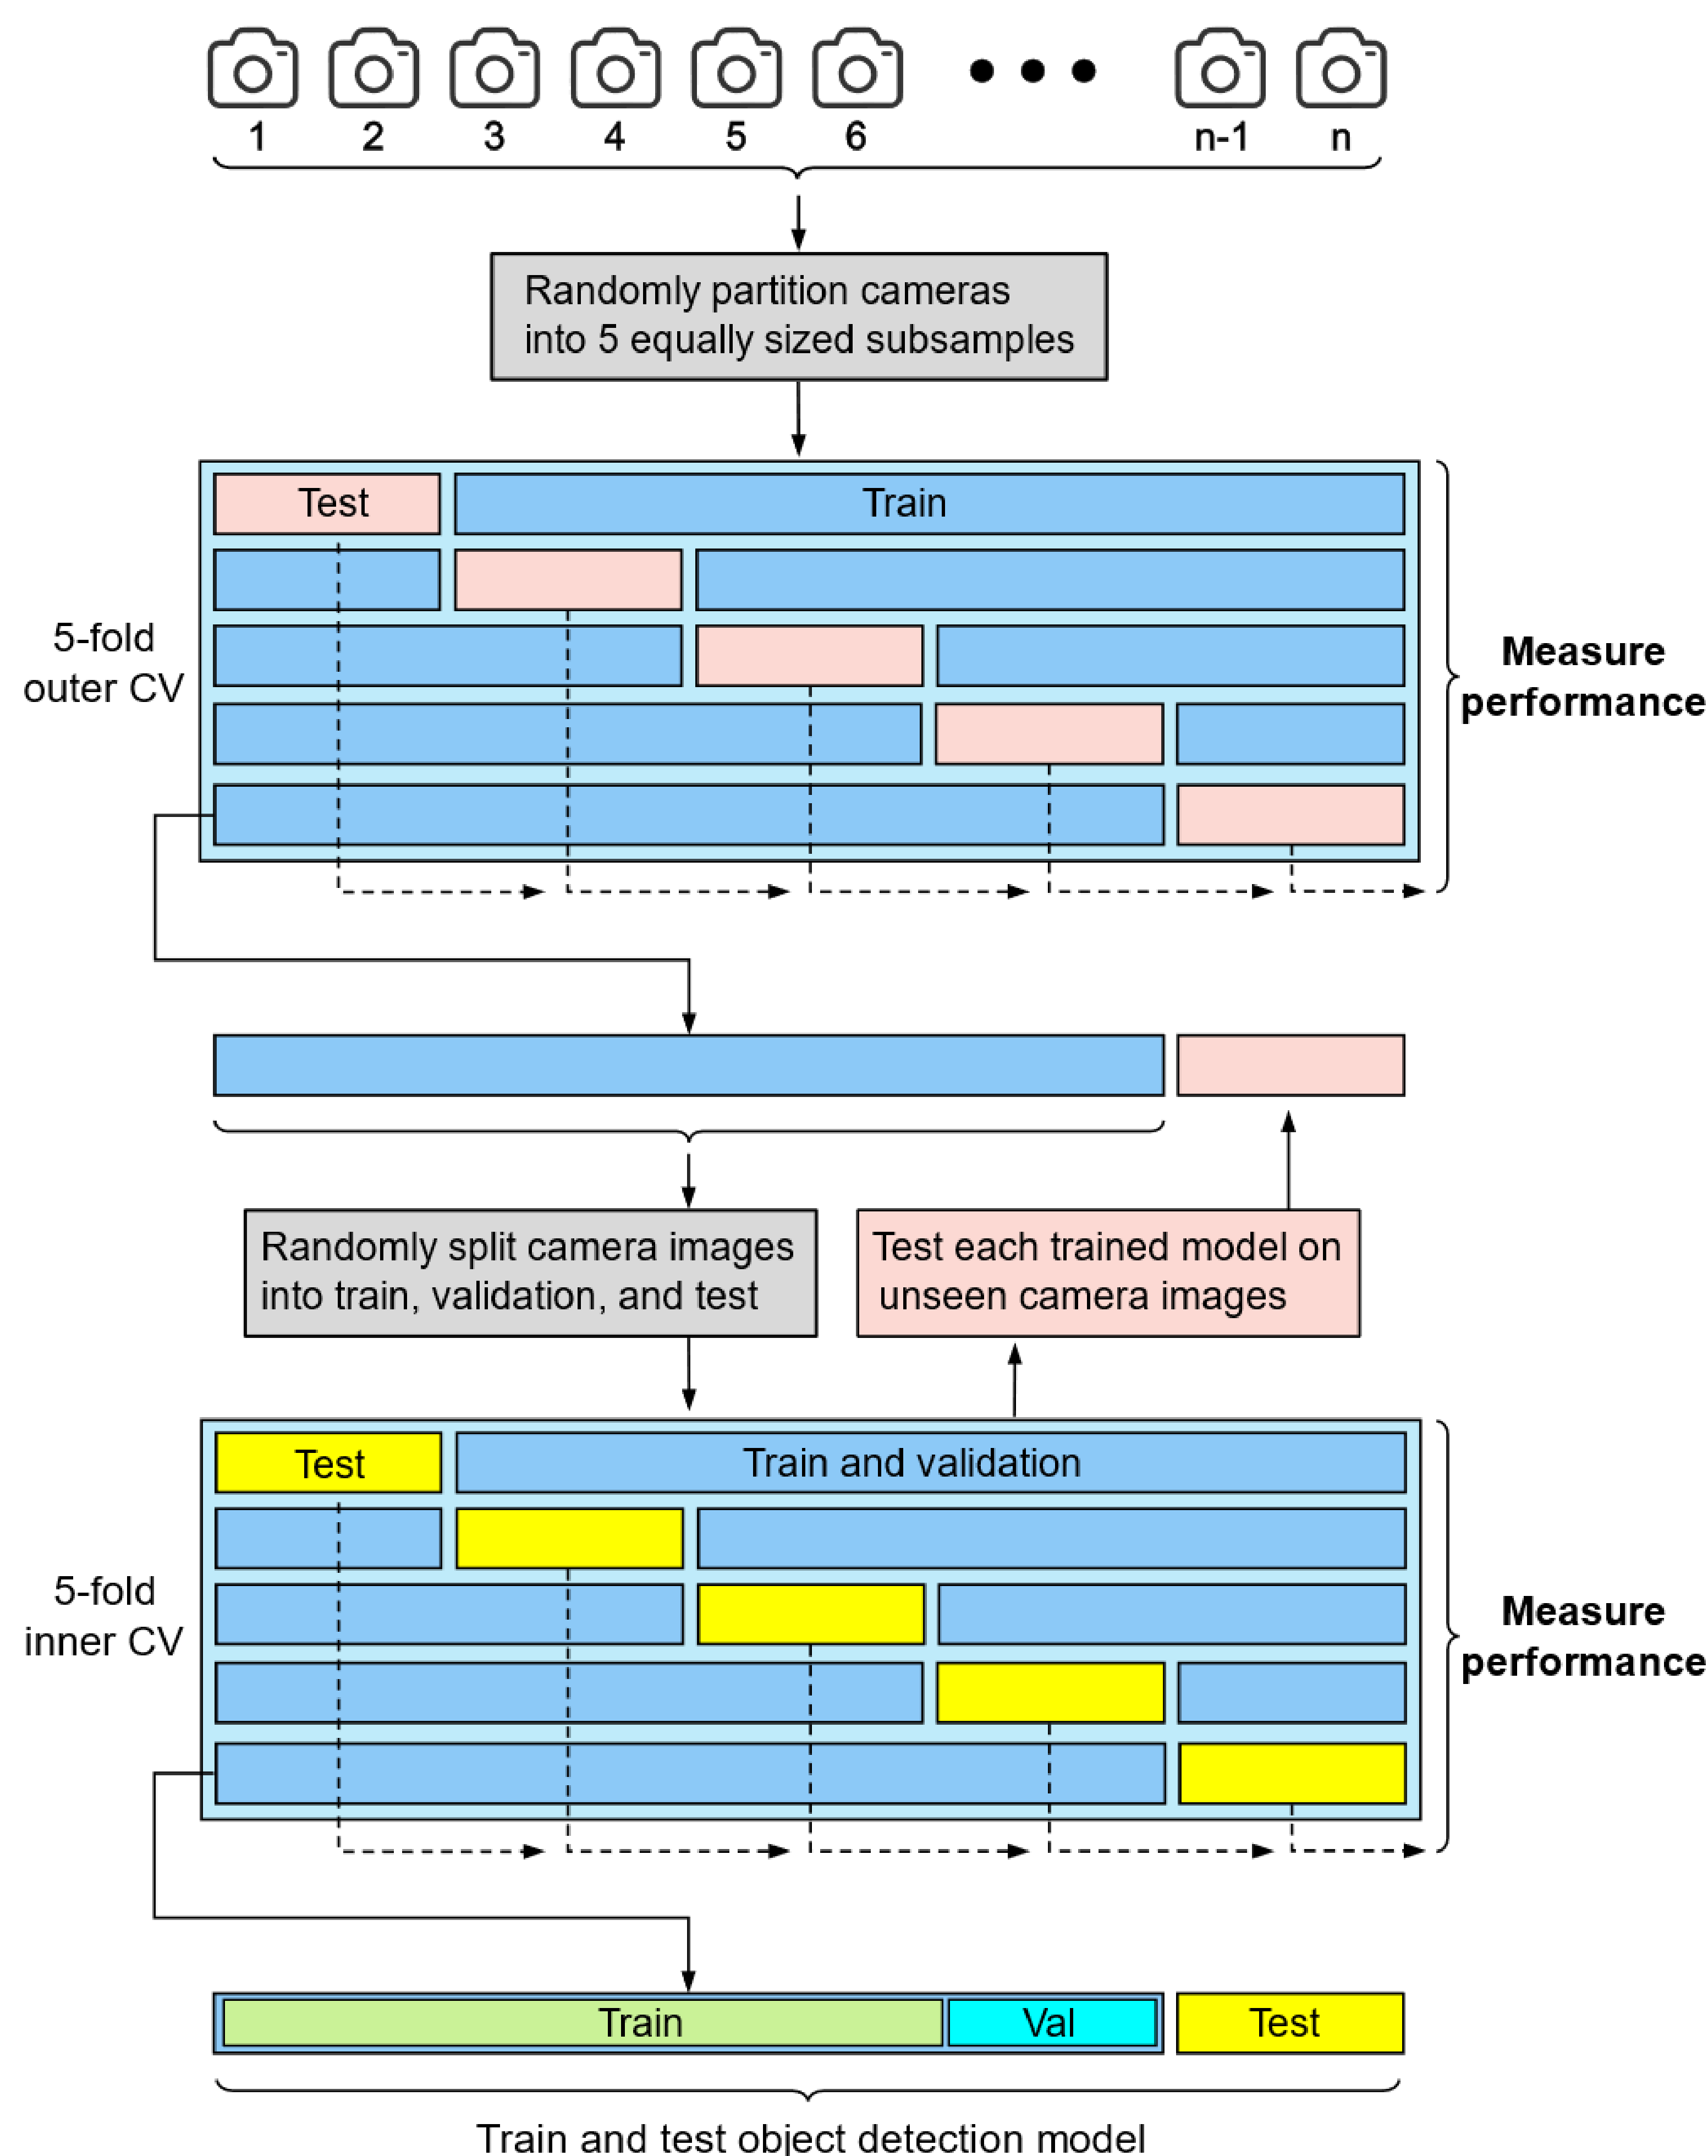 1 2 3 4 5 6 n-1 n
Randomly partition cameras
into 5 equally sized subsamples
Test Train
5-fold
outer CV
Measure
performance
Randomly split camera images
into train, validation, and test
Test each trained model on
unseen camera images
Test Train and validation
5-fold
inner CV
Measure
performance
Train Val Test
Train and test object detection model